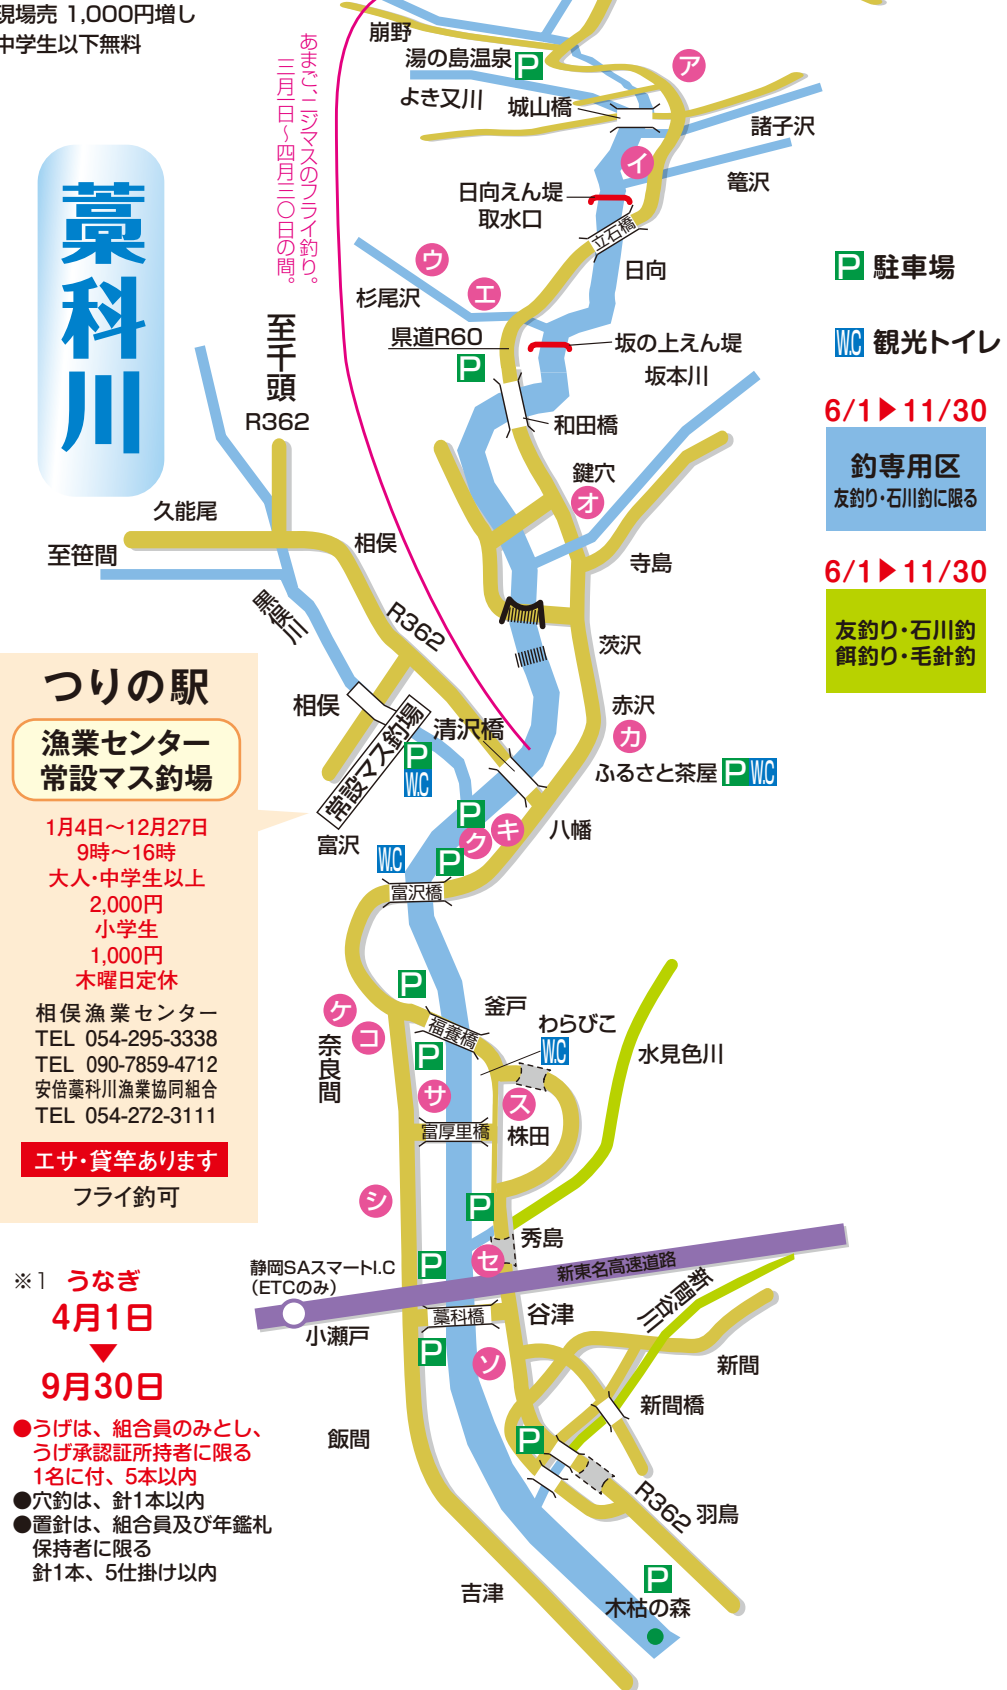 現場売 1,000円増し
中学生以下無料
藁科川
あまご、ニジマスのフライ釣り。
三月一日〜四月三〇日の間。
崩野
湯の島温泉
P
ア
よき又川
城山橋
諸子沢
イ
篭沢
日向えん堤
取水口
立石橋
日向
ウ
エ
杉尾沢
県道R60
P
坂の上えん堤
坂本川
和田橋
鍵穴
オ
寺島
茨沢
赤沢
カ
ふるさと茶屋 P W.C
至千頭
R362
久能尾
至笹間
相俣
黒俣川
R362
相俣
常設マス釣場
清沢橋
P
W.C
P
ク
キ
八幡
富沢
W.C
P
富沢橋
P
ケ
コ
奈良間
福養橋
釜戸
わらびこ
W.C
P
水見色川
サ
ス
富厚里橋
株田
シ
P
秀島
セ
P
静岡SAスマートI.C
(ETCのみ)
新東名高速道路
新間谷川
小瀬戸
藁科橋
谷津
P
ソ
新間
新間橋
飯間
P
R362
羽鳥
吉津
P
木枯の森
P 駐車場
W.C 観光トイレ
6/1▶11/30
釣専用区
友釣り・石川釣に限る
6/1▶11/30
友釣り・石川釣
餌釣り・毛針釣
つりの駅
漁業センター
常設マス釣場
1月4日〜12月27日
9時〜16時
大人・中学生以上
2,000円
小学生
1,000円
木曜日定休
相俣漁業センター
TEL 054-295-3338
TEL 090-7859-4712
安倍藁科川漁業協同組合
TEL 054-272-3111
エサ・貸竿あります
フライ釣可
※1 うなぎ
4月1日
▼
9月30日
●うげは、組合員のみとし、
うげ承認証所持者に限る
1名に付、5本以内
●穴釣は、針1本以内
●置針は、組合員及び年鑑札
保持者に限る
針1本、5仕掛け以内